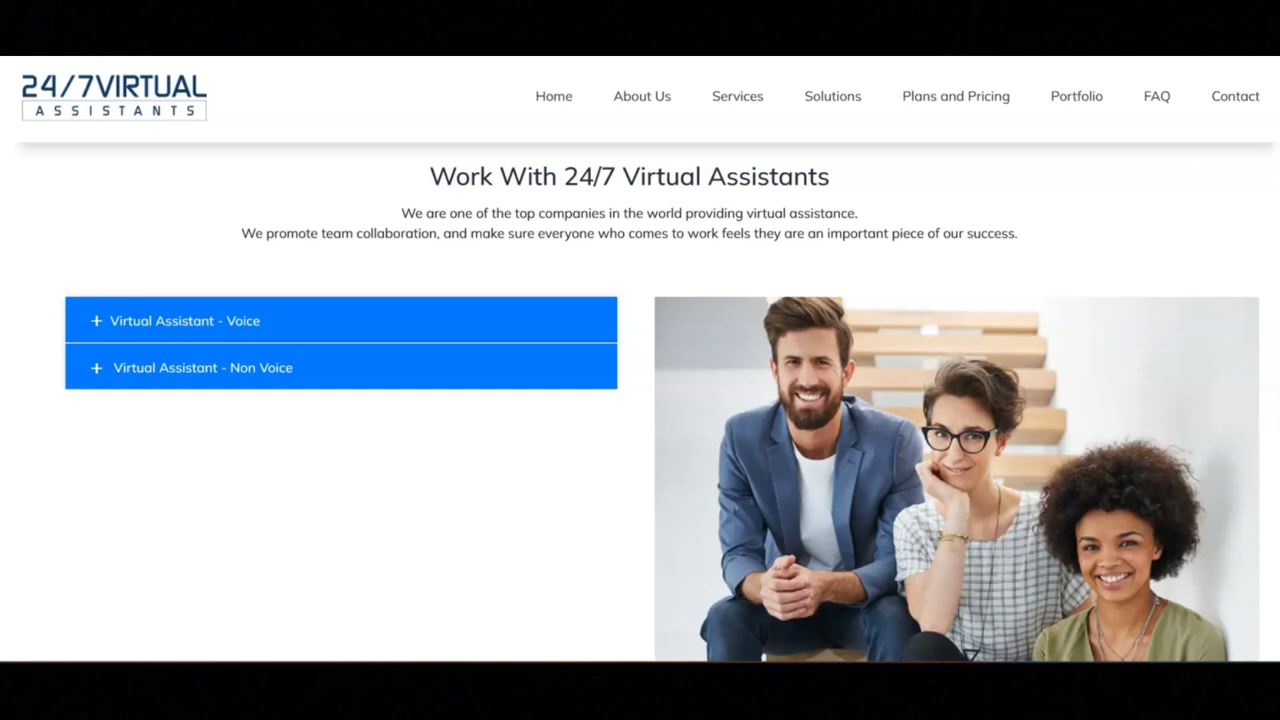 24/7VIRTUAL
ASSISTANTS
Home About Us Services Solutions Plans and Pricing Portfolio FAQ Contact
Work With 24/7 Virtual Assistants
We are one of the top companies in the world providing virtual assistance.
We promote team collaboration, and make sure everyone who comes to work feels they are an important piece of our success.
+ Virtual Assistant - Voice
+ Virtual Assistant - Non Voice